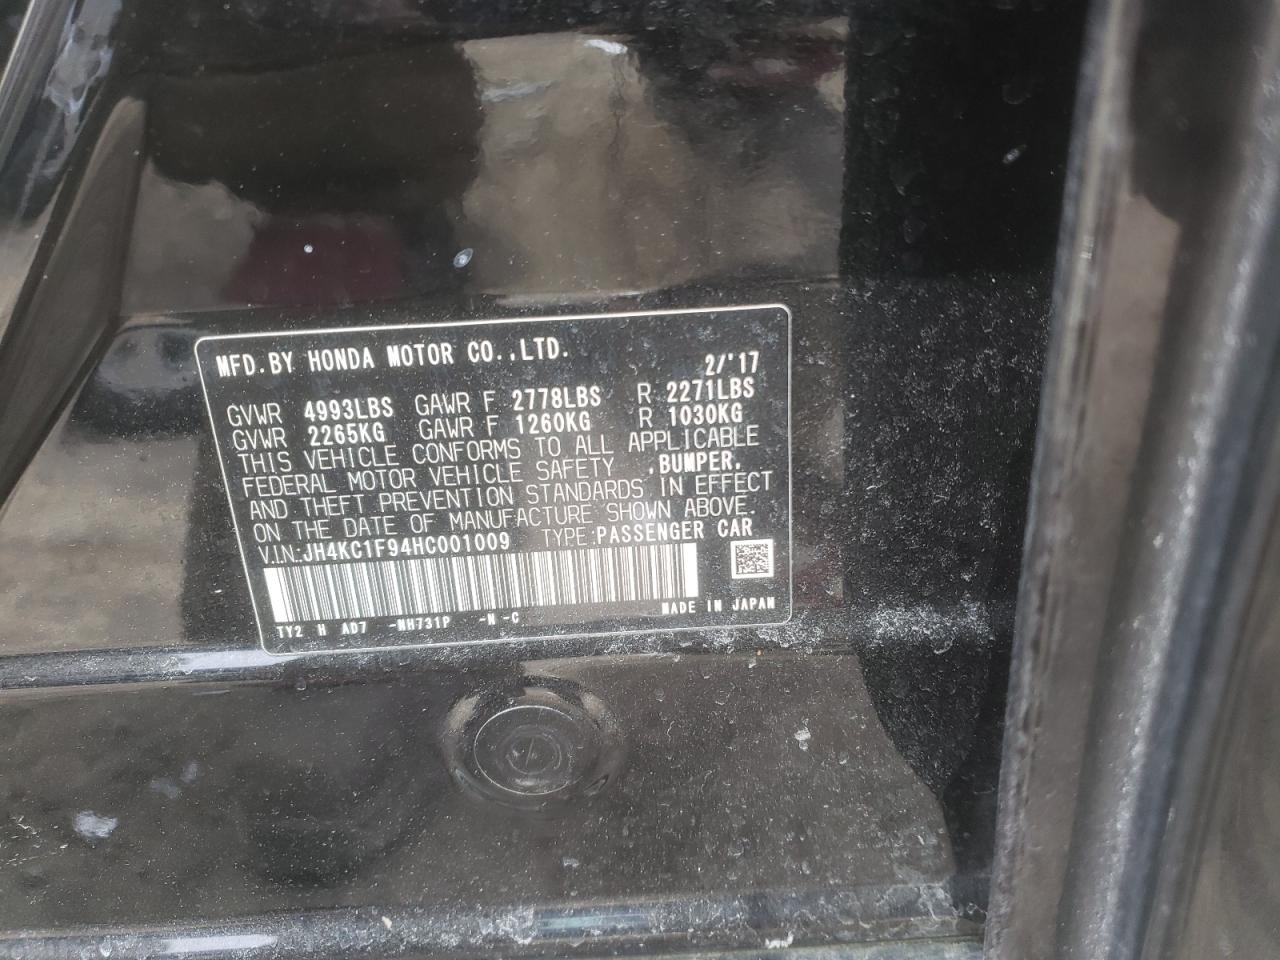 MFD.BY HONDA MOTOR CO.,LTD. 2/'17
GVWR 4993LBS GAWR F 2778LBS R 2271LBS
GVWR 2265KG GAWR F 1260KG R 1030KG
THIS VEHICLE CONFORMS TO ALL APPLICABLE
FEDERAL MOTOR VEHICLE SAFETY ,BUMPER,
AND THEFT PREVENTION STANDARDS IN EFFECT
ON THE DATE OF MANUFACTURE SHOWN ABOVE.
V.I.N.:JH4KC1F94HC001009 TYPE:PASSENGER CAR
MADE IN JAPAN
TY2 H AD7 -NH731P -N -C